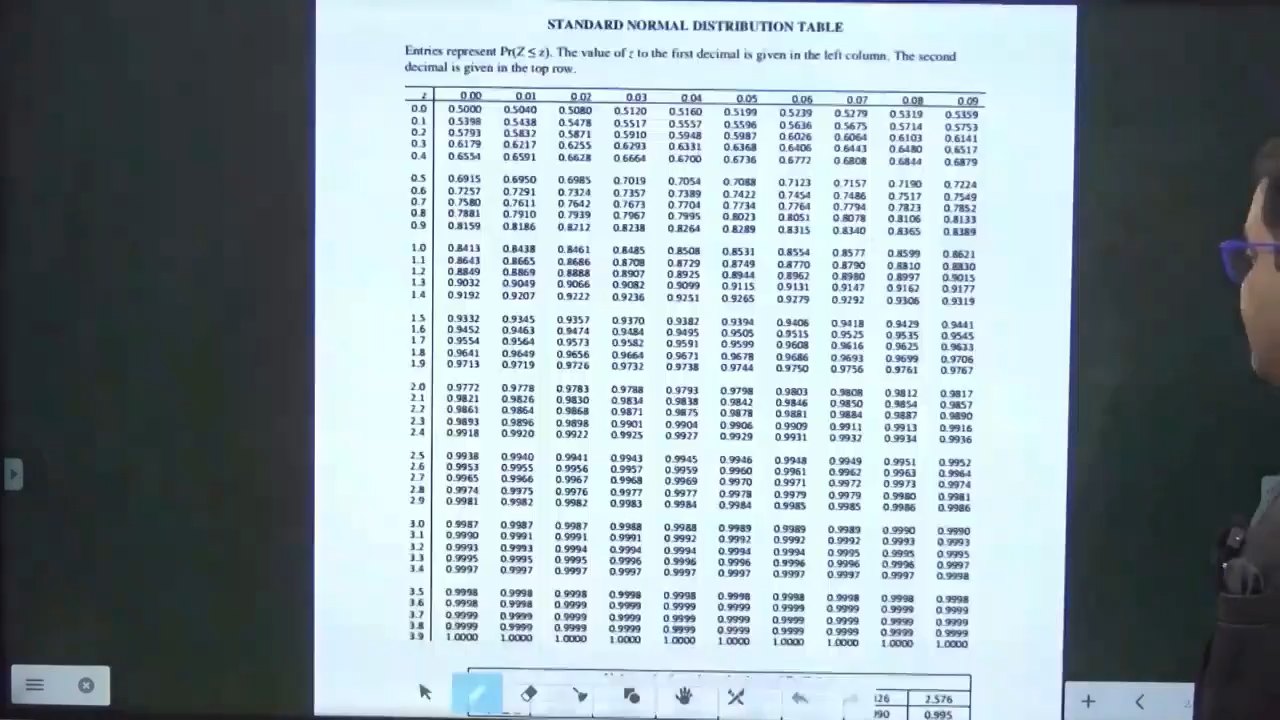 STANDARD NORMAL DISTRIBUTION TABLE
Entries represent Pr(Z ≤ z). The value of z to the first decimal is given in the left column. The second
decimal is given in the top row.
z 0.00 0.01 0.02 0.03 0.04 0.05 0.06 0.07 0.08 0.09
0.0 0.5000 0.5040 0.5080 0.5120 0.5160 0.5199 0.5239 0.5279 0.5319 0.5359
0.1 0.5398 0.5438 0.5478 0.5517 0.5557 0.5596 0.5636 0.5675 0.5714 0.5753
0.2 0.5793 0.5832 0.5871 0.5910 0.5948 0.5987 0.6026 0.6064 0.6103 0.6141
0.3 0.6179 0.6217 0.6255 0.6293 0.6331 0.6368 0.6406 0.6443 0.6480 0.6517
0.4 0.6554 0.6591 0.6628 0.6664 0.6700 0.6736 0.6772 0.6808 0.6844 0.6879
0.5 0.6915 0.6950 0.6985 0.7019 0.7054 0.7088 0.7123 0.7157 0.7190 0.7224
0.6 0.7257 0.7291 0.7324 0.7357 0.7389 0.7422 0.7454 0.7486 0.7517 0.7549
0.7 0.7580 0.7611 0.7642 0.7673 0.7704 0.7734 0.7764 0.7794 0.7823 0.7852
0.8 0.7881 0.7910 0.7939 0.7967 0.7995 0.8023 0.8051 0.8078 0.8106 0.8133
0.9 0.8159 0.8186 0.8212 0.8238 0.8264 0.8289 0.8315 0.8340 0.8365 0.8389
1.0 0.8413 0.8438 0.8461 0.8485 0.8508 0.8531 0.8554 0.8577 0.8599 0.8621
1.1 0.8643 0.8665 0.8686 0.8708 0.8729 0.8749 0.8770 0.8790 0.8810 0.8830
1.2 0.8849 0.8869 0.8888 0.8907 0.8925 0.8944 0.8962 0.8980 0.8997 0.9015
1.3 0.9032 0.9049 0.9066 0.9082 0.9099 0.9115 0.9131 0.9147 0.9162 0.9177
1.4 0.9192 0.9207 0.9222 0.9236 0.9251 0.9265 0.9279 0.9292 0.9306 0.9319
1.5 0.9332 0.9345 0.9357 0.9370 0.9382 0.9394 0.9406 0.9418 0.9429 0.9441
1.6 0.9452 0.9463 0.9474 0.9484 0.9495 0.9505 0.9515 0.9525 0.9535 0.9545
1.7 0.9554 0.9564 0.9573 0.9582 0.9591 0.9599 0.9608 0.9616 0.9625 0.9633
1.8 0.9641 0.9649 0.9656 0.9664 0.9671 0.9678 0.9686 0.9693 0.9699 0.9706
1.9 0.9713 0.9719 0.9726 0.9732 0.9738 0.9744 0.9750 0.9756 0.9761 0.9767
2.0 0.9772 0.9778 0.9783 0.9788 0.9793 0.9798 0.9803 0.9808 0.9812 0.9817
2.1 0.9821 0.9826 0.9830 0.9834 0.9838 0.9842 0.9846 0.9850 0.9854 0.9857
2.2 0.9861 0.9864 0.9868 0.9871 0.9875 0.9878 0.9881 0.9884 0.9887 0.9890
2.3 0.9893 0.9896 0.9898 0.9901 0.9904 0.9906 0.9909 0.9911 0.9913 0.9916
2.4 0.9918 0.9920 0.9922 0.9925 0.9927 0.9929 0.9931 0.9932 0.9934 0.9936
2.5 0.9938 0.9940 0.9941 0.9943 0.9945 0.9946 0.9948 0.9949 0.9951 0.9952
2.6 0.9953 0.9955 0.9956 0.9957 0.9959 0.9960 0.9961 0.9962 0.9963 0.9964
2.7 0.9965 0.9966 0.9967 0.9968 0.9969 0.9970 0.9971 0.9972 0.9973 0.9974
2.8 0.9974 0.9975 0.9976 0.9977 0.9977 0.9978 0.9979 0.9979 0.9980 0.9981
2.9 0.9981 0.9982 0.9982 0.9983 0.9984 0.9984 0.9985 0.9985 0.9986 0.9986
3.0 0.9987 0.9987 0.9987 0.9988 0.9988 0.9989 0.9989 0.9989 0.9990 0.9990
3.1 0.9990 0.9991 0.9991 0.9991 0.9992 0.9992 0.9992 0.9992 0.9993 0.9993
3.2 0.9993 0.9993 0.9994 0.9994 0.9994 0.9994 0.9994 0.9995 0.9995 0.9995
3.3 0.9995 0.9995 0.9995 0.9996 0.9996 0.9996 0.9996 0.9996 0.9996 0.9997
3.4 0.9997 0.9997 0.9997 0.9997 0.9997 0.9997 0.9997 0.9997 0.9997 0.9998
3.5 0.9998 0.9998 0.9998 0.9998 0.9998 0.9998 0.9998 0.9998 0.9998 0.9998
3.6 0.9998 0.9998 0.9999 0.9999 0.9999 0.9999 0.9999 0.9999 0.9999 0.9999
3.7 0.9999 0.9999 0.9999 0.9999 0.9999 0.9999 0.9999 0.9999 0.9999 0.9999
3.8 0.9999 0.9999 0.9999 0.9999 0.9999 0.9999 0.9999 0.9999 0.9999 0.9999
3.9 1.0000 1.0000 1.0000 1.0000 1.0000 1.0000 1.0000 1.0000 1.0000 1.0000
2.576
0.995